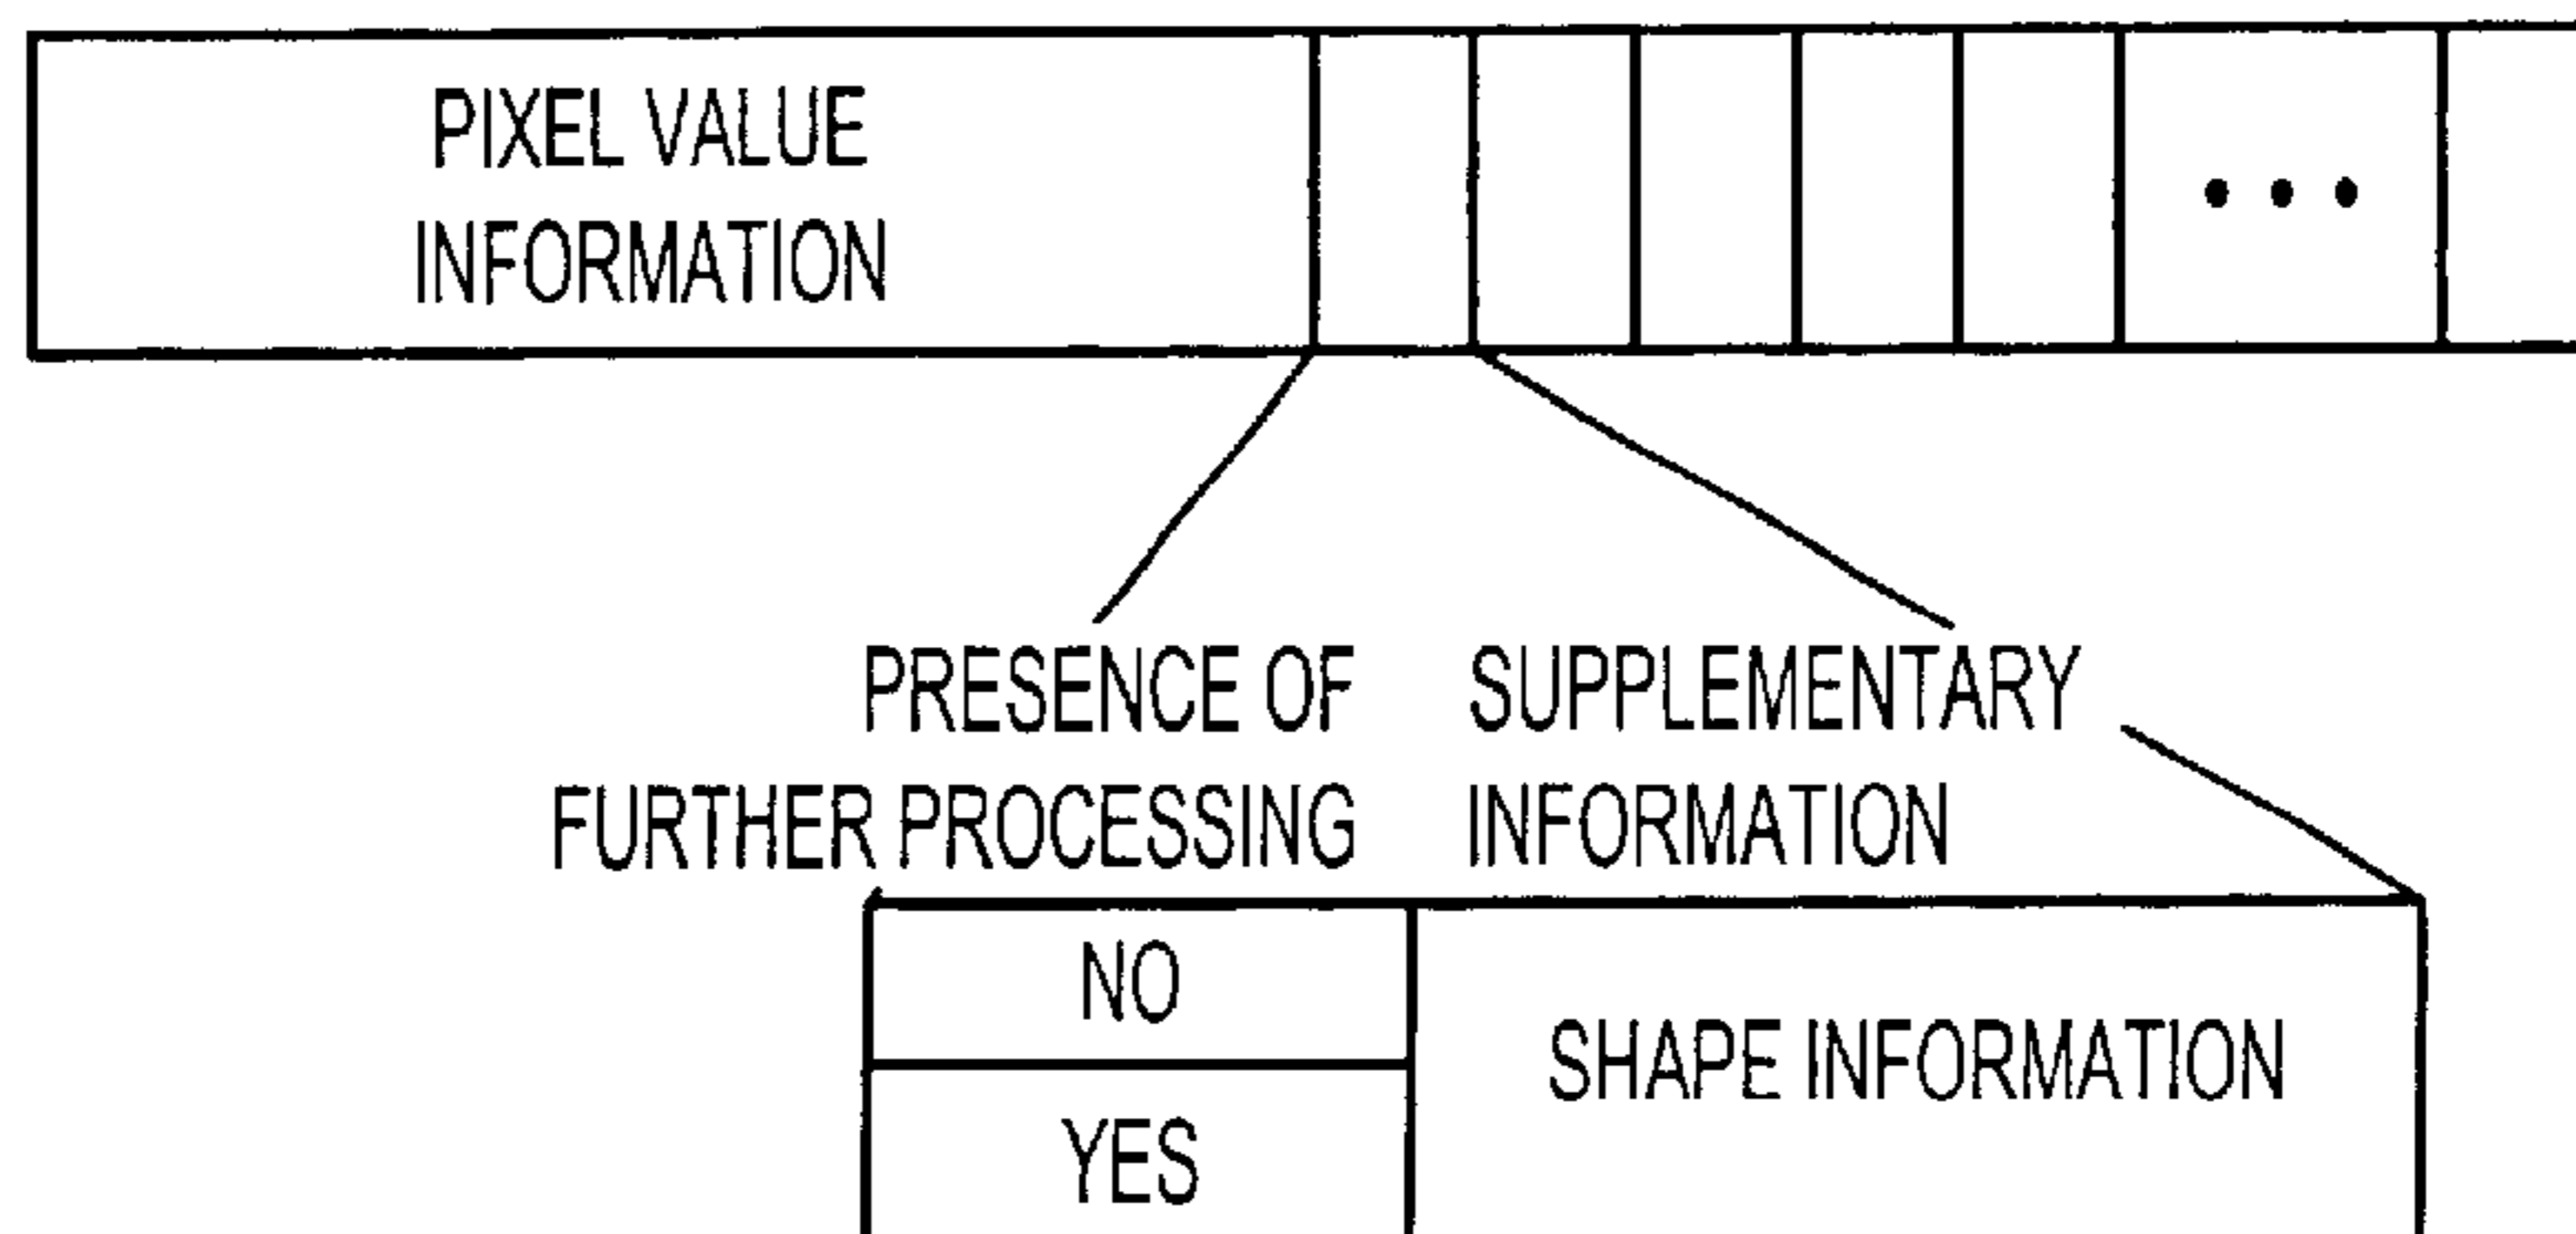 PIXEL VALUE
INFORMATION
• • •
PRESENCE OF
FURTHER PROCESSING
SUPPLEMENTARY
INFORMATION
NO
YES
SHAPE INFORMATION